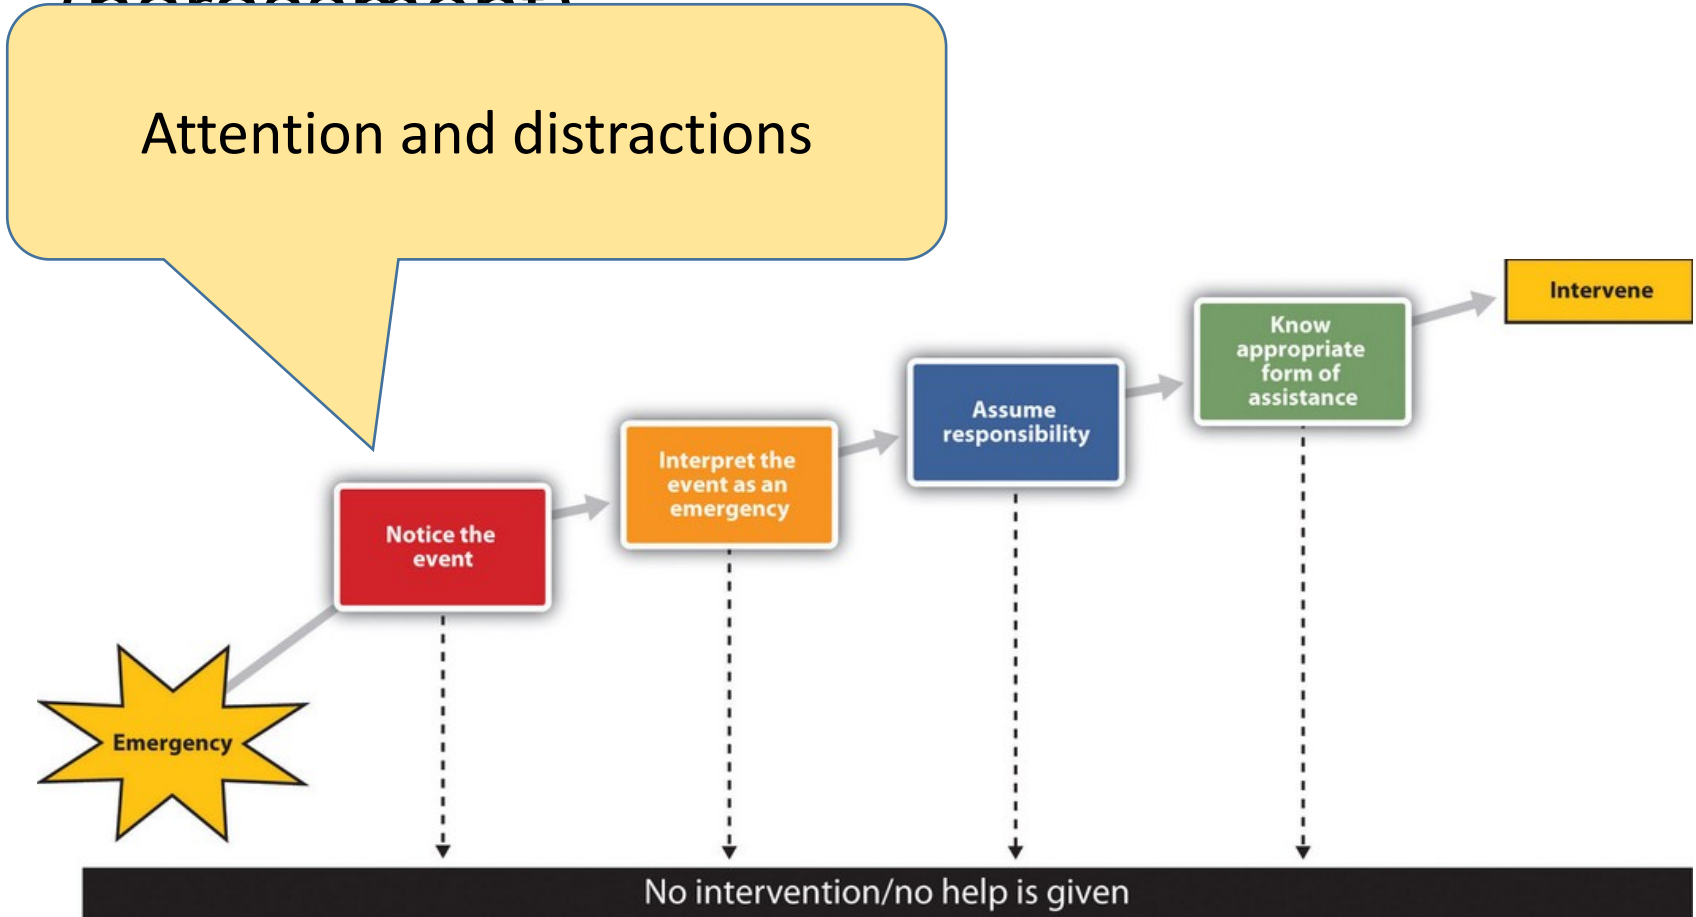 Attention and distractions
Intervene
Know
appropriate
form of
assistance
Assume
responsibility
Interpret the
event as an
emergency
Notice the
event
Emergency
No intervention/no help is given